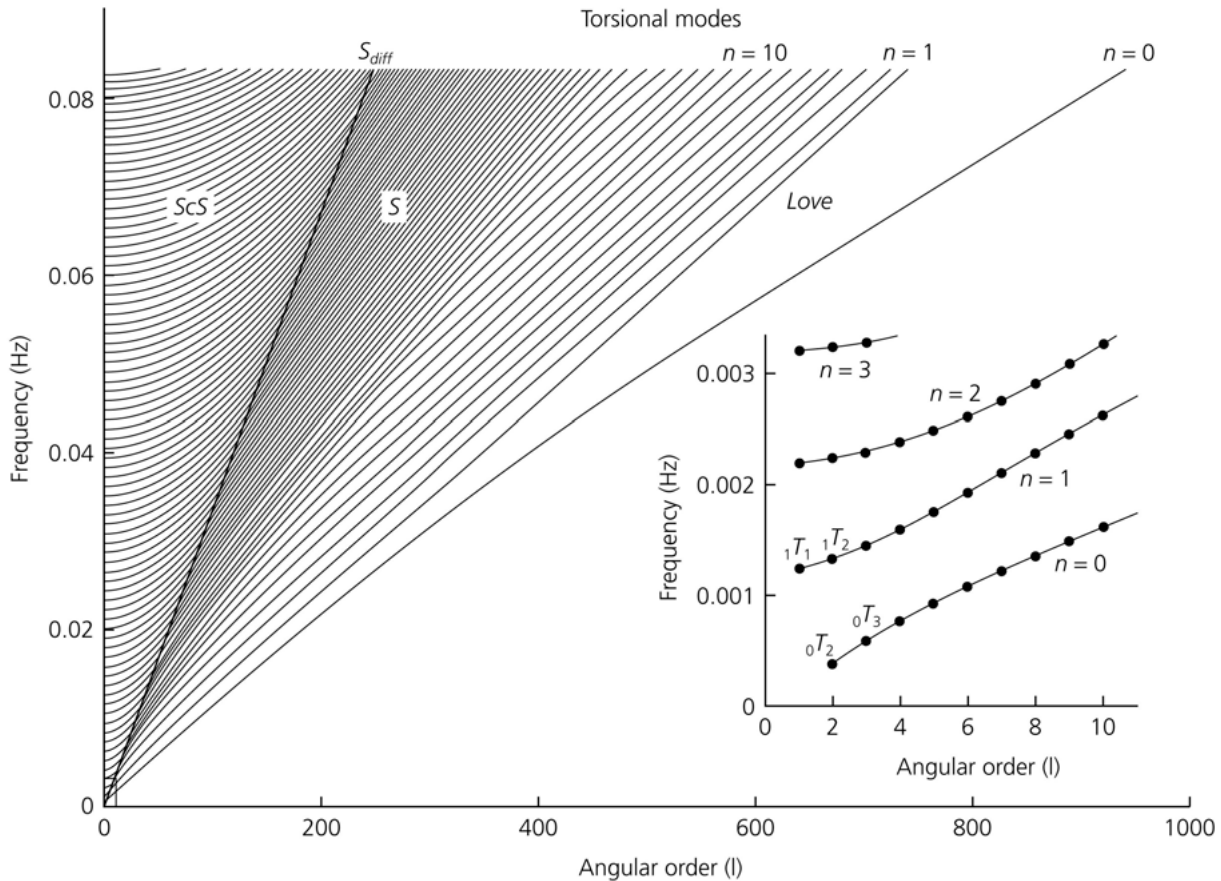 Torsional modes
S_diff
n = 10
n = 1
n = 0
0.08
ScS
S
Love
0.06
Frequency (Hz)
0.04
0.02
0
0
200
400
600
800
1000
Angular order (l)
0.003
n = 3
n = 2
0.002
Frequency (Hz)
n = 1
₁T₁ ₁T₂
0.001
n = 0
₀T₃
₀T₂
0
0
2
4
6
8
10
Angular order (l)